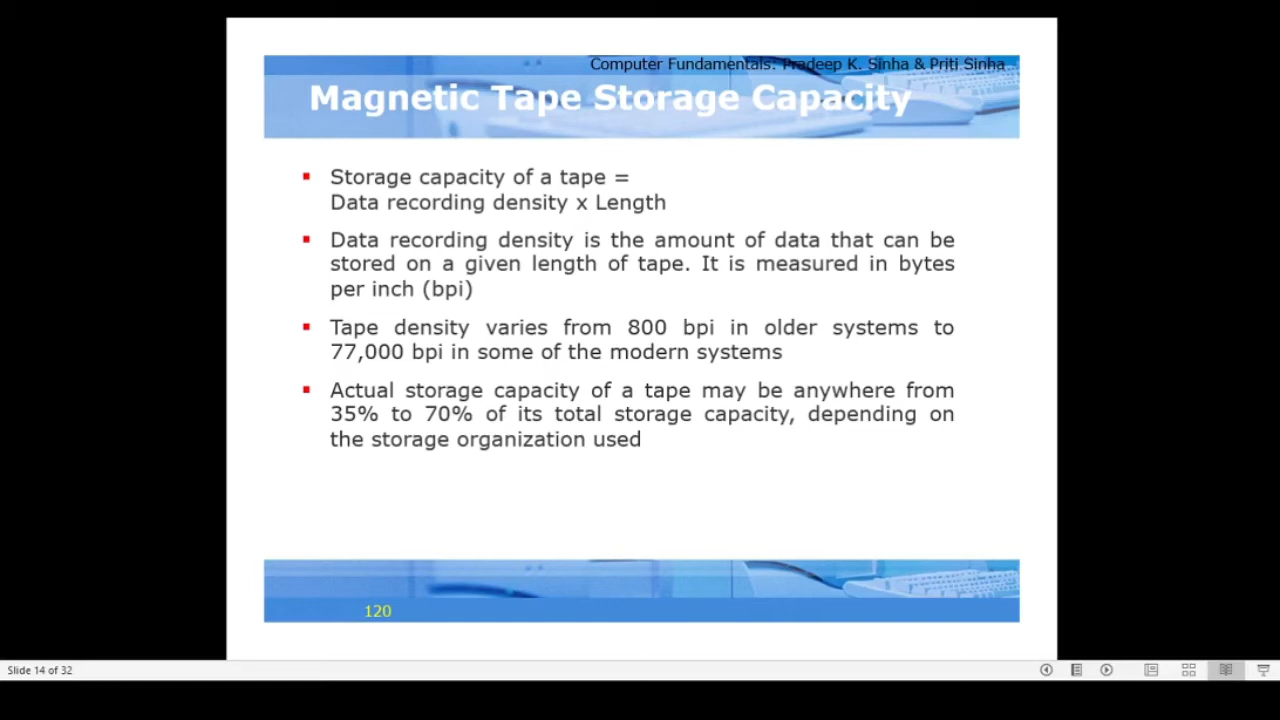 Computer Fundamentals: Pradeep K. Sinha & Priti Sinha
Magnetic Tape Storage Capacity
▪ Storage capacity of a tape =
Data recording density x Length
▪ Data recording density is the amount of data that can be
stored on a given length of tape. It is measured in bytes
per inch (bpi)
▪ Tape density varies from 800 bpi in older systems to
77,000 bpi in some of the modern systems
▪ Actual storage capacity of a tape may be anywhere from
35% to 70% of its total storage capacity, depending on
the storage organization used
120
Slide 14 of 32